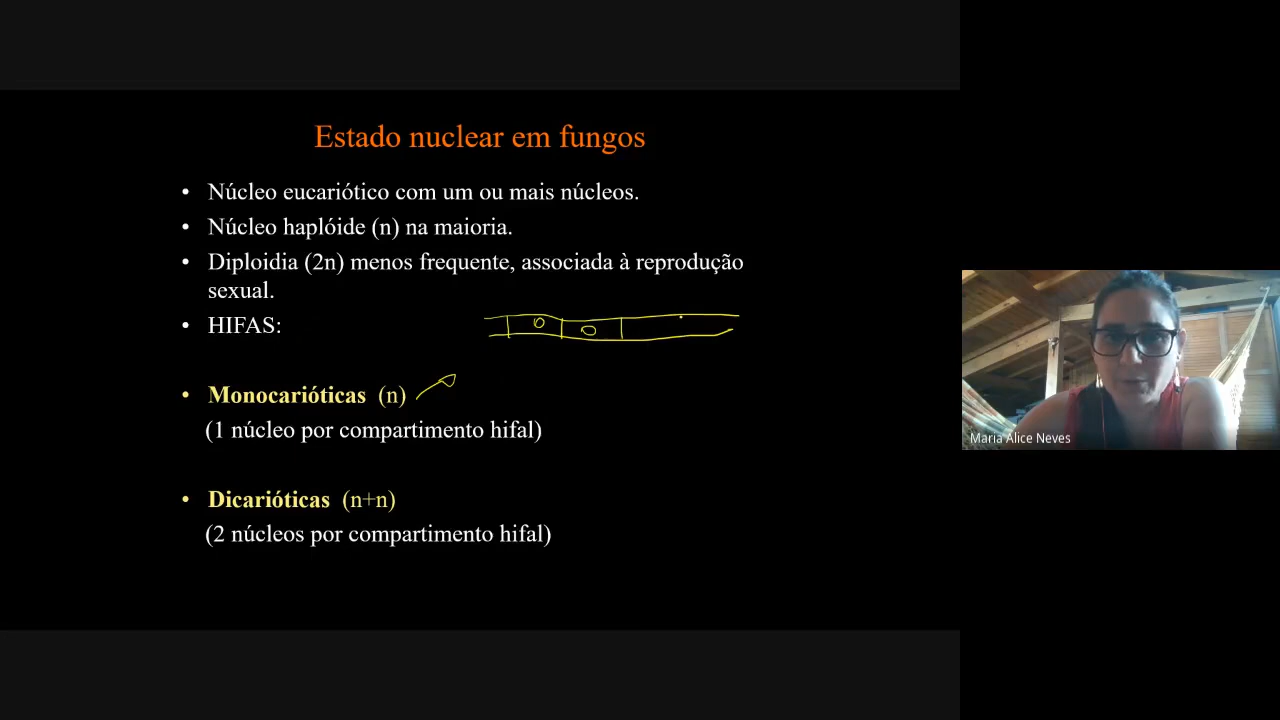 Estado nuclear em fungos
• Núcleo eucariótico com um ou mais núcleos.
• Núcleo haplóide (n) na maioria.
• Diploidia (2n) menos frequente, associada à reprodução
sexual.
• HIFAS:
• Monocarióticas (n)
(1 núcleo por compartimento hifal)
• Dicarióticas (n+n)
(2 núcleos por compartimento hifal)
Maria Alice Neves